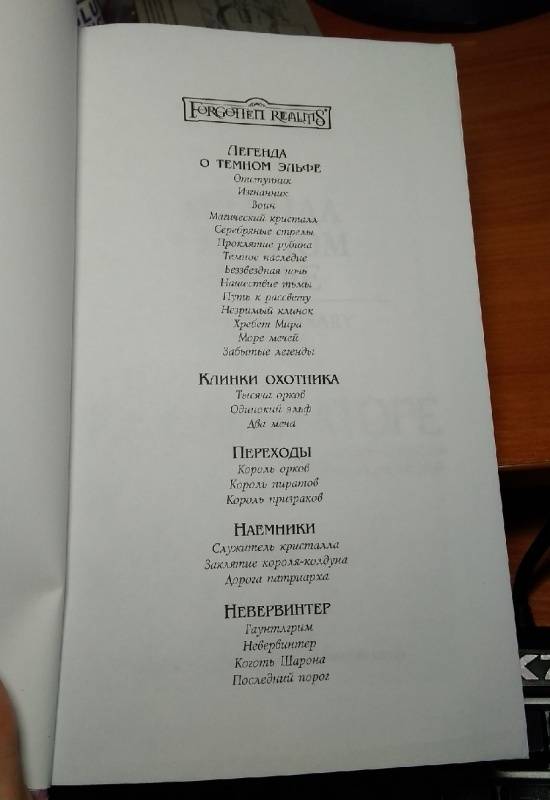 FORGOTTEN REALMS®
ЛЕГЕНДА
О ТЕМНОМ ЭЛЬФЕ
Отступник
Изгнанник
Воин
Магический кристалл
Серебряные стрелы
Проклятие рубина
Темное наследие
Беззвездная ночь
Нашествие тьмы
Путь к рассвету
Незримый клинок
Хребет Мира
Море мечей
Забытые легенды
КЛИНКИ ОХОТНИКА
Тысяча орков
Одинокий эльф
Два меча
ПЕРЕХОДЫ
Король орков
Король пиратов
Король призраков
НАЕМНИКИ
Служитель кристалла
Заклятие короля-колдуна
Дорога патриарха
НЕВЕРВИНТЕР
Гаунтлгрим
Невервинтер
Коготь Шарона
Последний порог